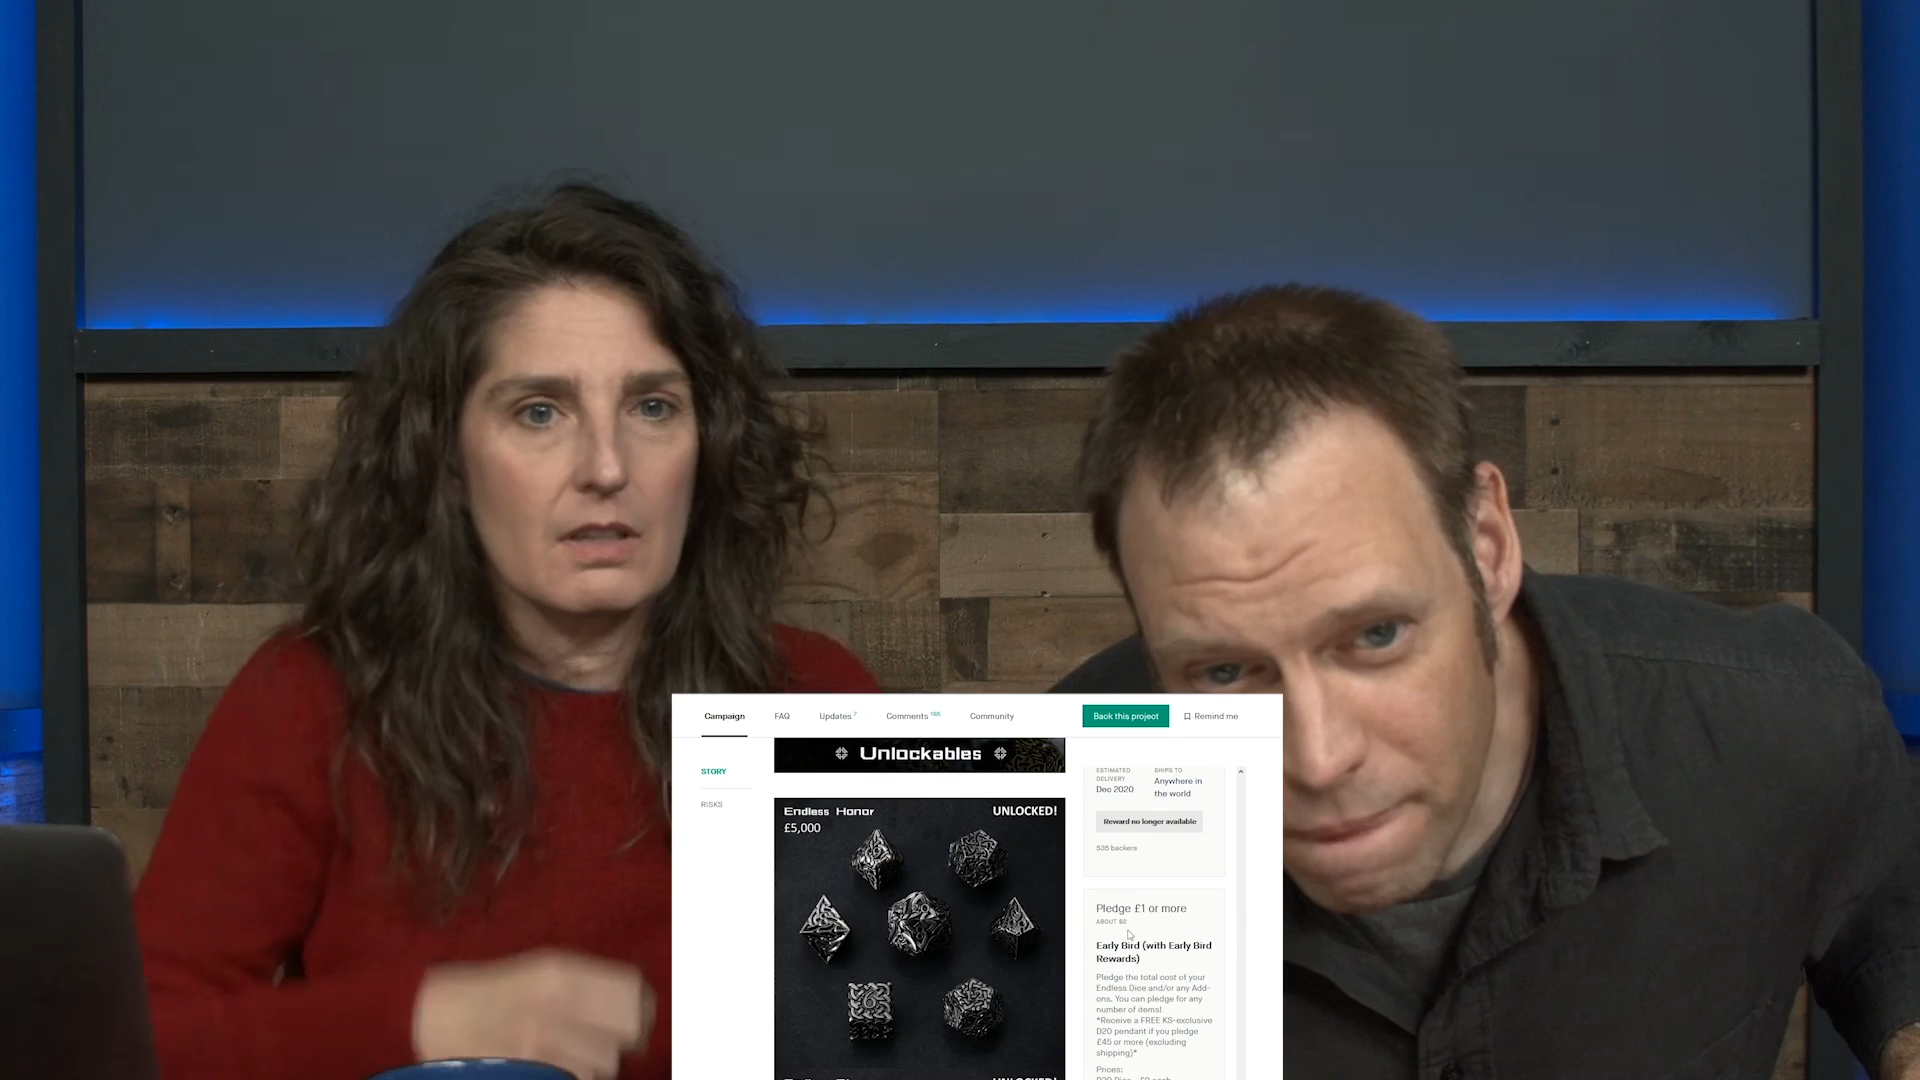 Campaign
FAQ
Updates 7
Comments 165
Community
Back this project
Remind me
STORY
RISKS
Unlockables
Endless Honor
£5,000
UNLOCKED!
ESTIMATED
DELIVERY
Dec 2020
SHIPS TO
Anywhere in
the world
Reward no longer available
535 backers
Pledge £1 or more
ABOUT $2
Early Bird (with Early Bird
Rewards)
Pledge the total cost of your
Endless Dice and/or any Add-
ons. You can pledge for any
number of items!
*Receive a FREE KS-exclusive
D20 pendant if you pledge
£45 or more (excluding
shipping)*
Prices: